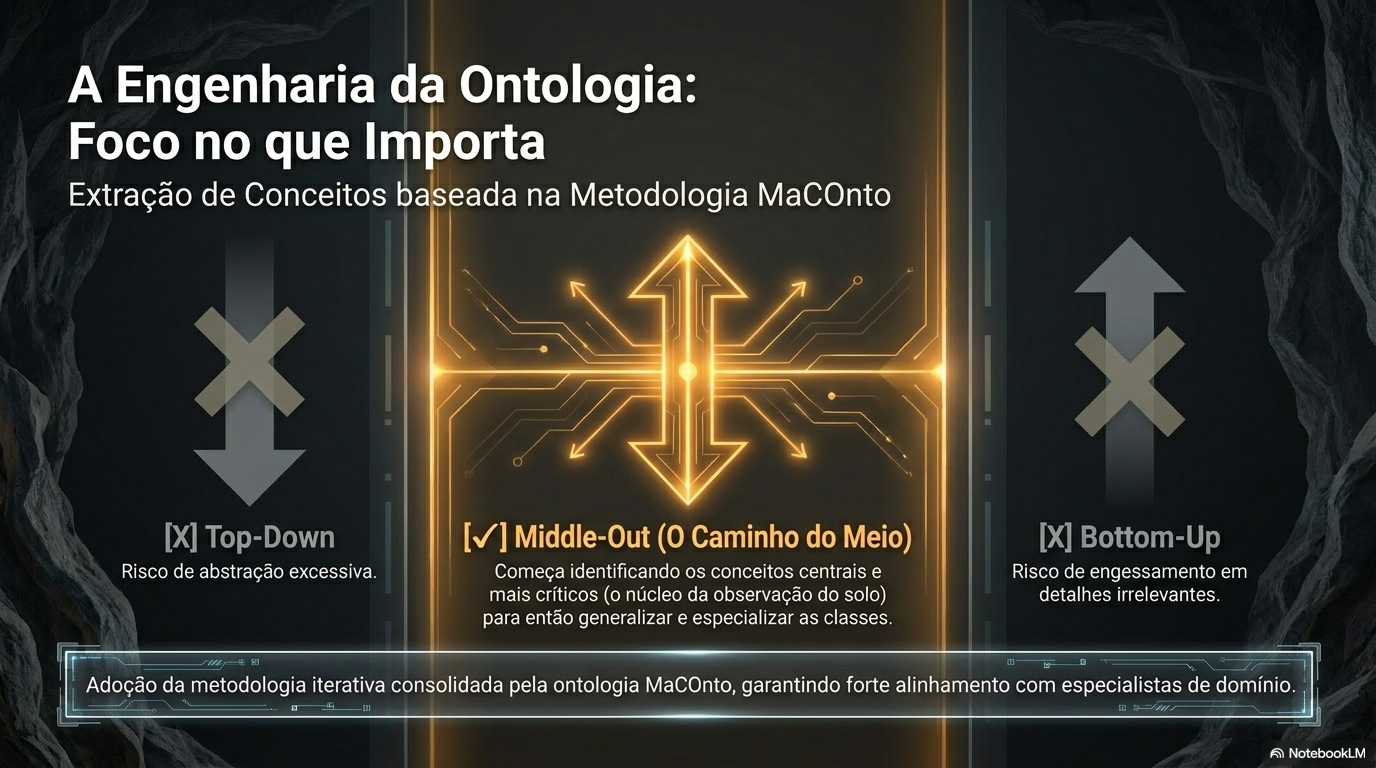 A Engenharia da Ontologia:
Foco no que Importa
Extração de Conceitos baseada na Metodologia MaCOnto
[X] Top-Down
Risco de abstração excessiva.
[✓] Middle-Out (O Caminho do Meio)
Começa identificando os conceitos centrais e
mais críticos (o núcleo da observação do solo)
para então generalizar e especializar as classes.
[X] Bottom-Up
Risco de engessamento em
detalhes irrelevantes.
Adoção da metodologia iterativa consolidada pela ontologia MaCOnto, garantindo forte alinhamento com especialistas de domínio.
NotebookLM